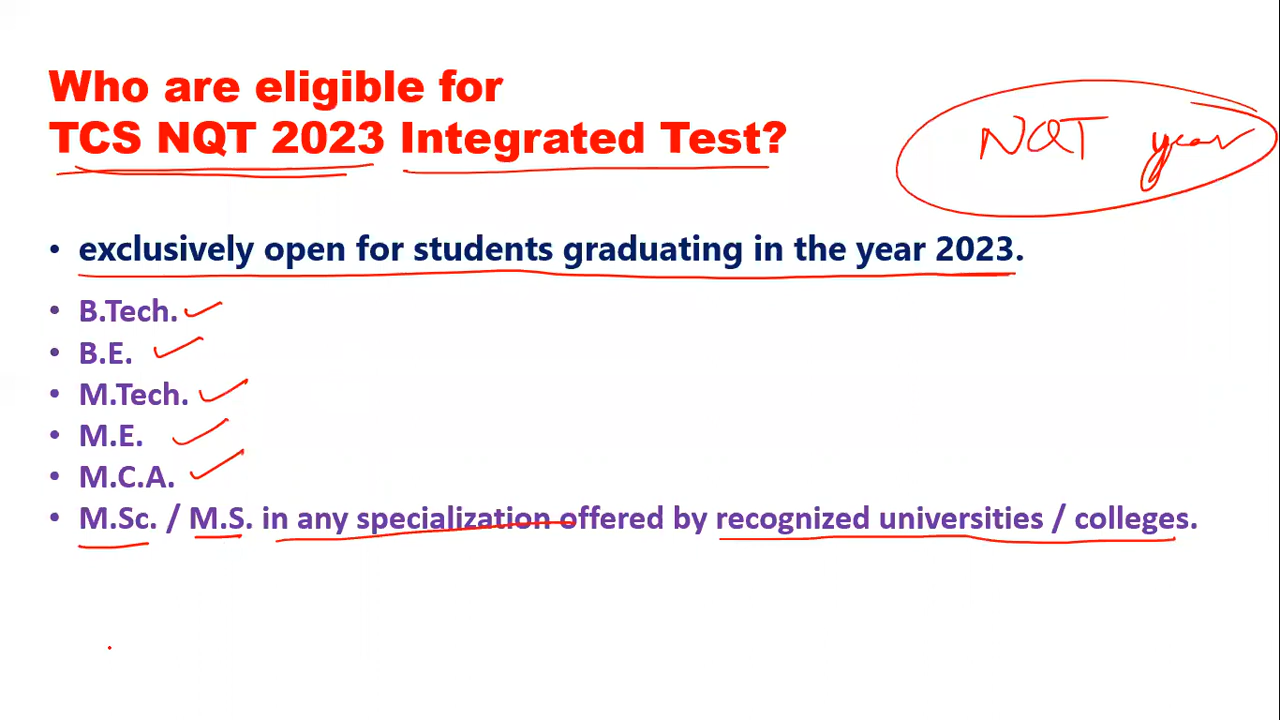 Who are eligible for
TCS NQT 2023 Integrated Test?
NQT year
• exclusively open for students graduating in the year 2023.
• B.Tech.
• B.E.
• M.Tech.
• M.E.
• M.C.A.
• M.Sc. / M.S. in any specialization offered by recognized universities / colleges.